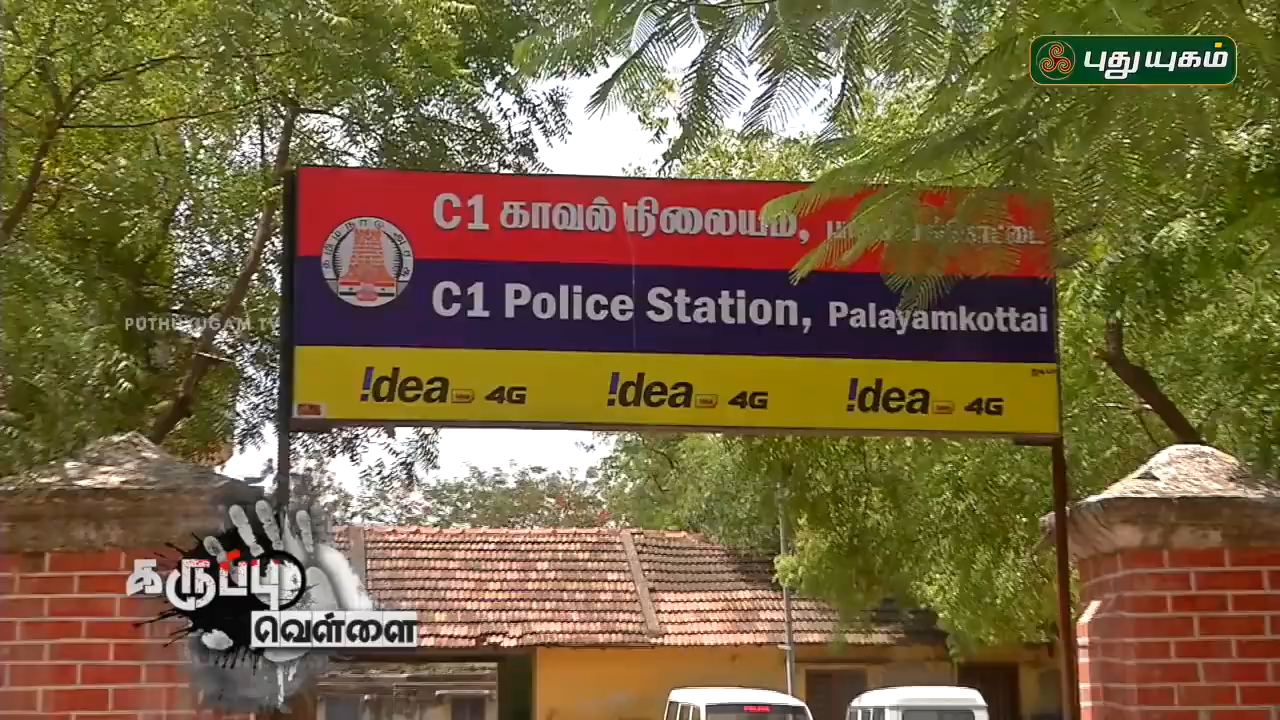 புதுயுகம்
C1 காவல் நிலையம்,
C1 Police Station, Palayamkottai
!dea 4G !dea 4G !dea 4G
PUTHUYUGAM TV
கருப்பு
வெள்ளை